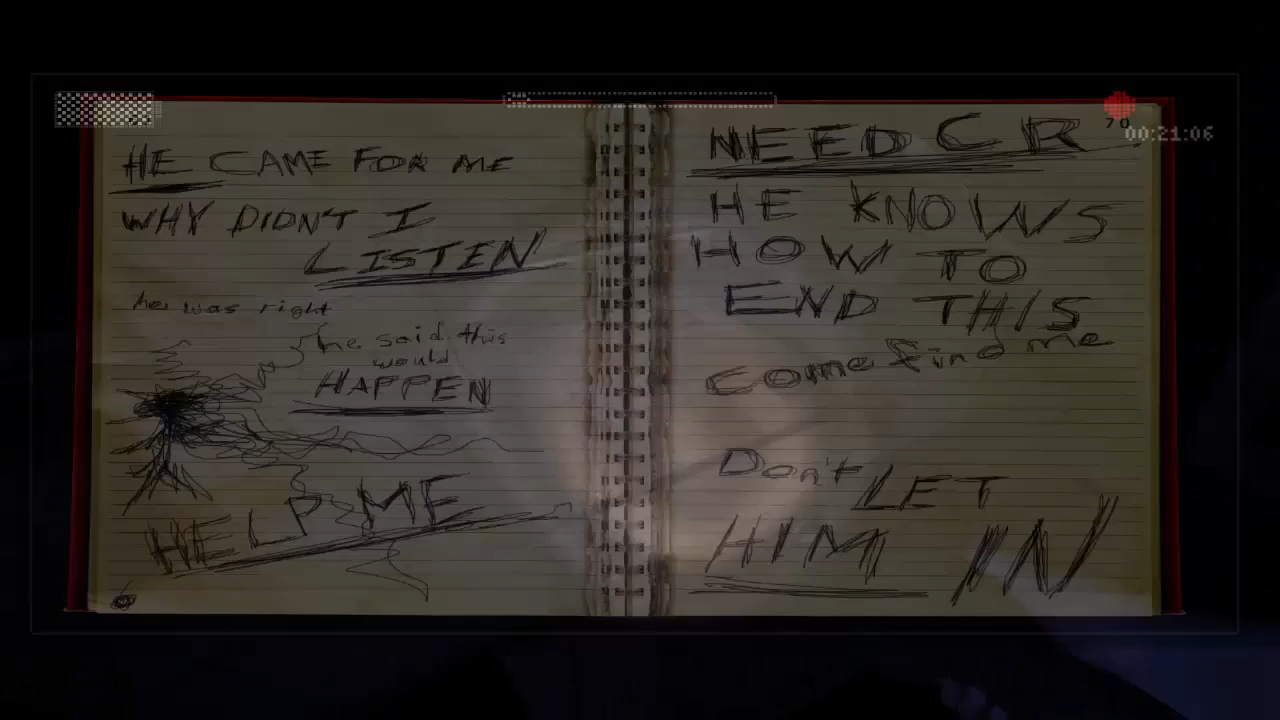 HE CAME FOR ME
WHY DIDN'T I
LISTEN
he was right
he said this
would
HAPPEN
HELP ME
NEED CR
HE KNOWS
HOW TO
END THIS
come find me
Don't LET
HIM IN
70
00:21:06